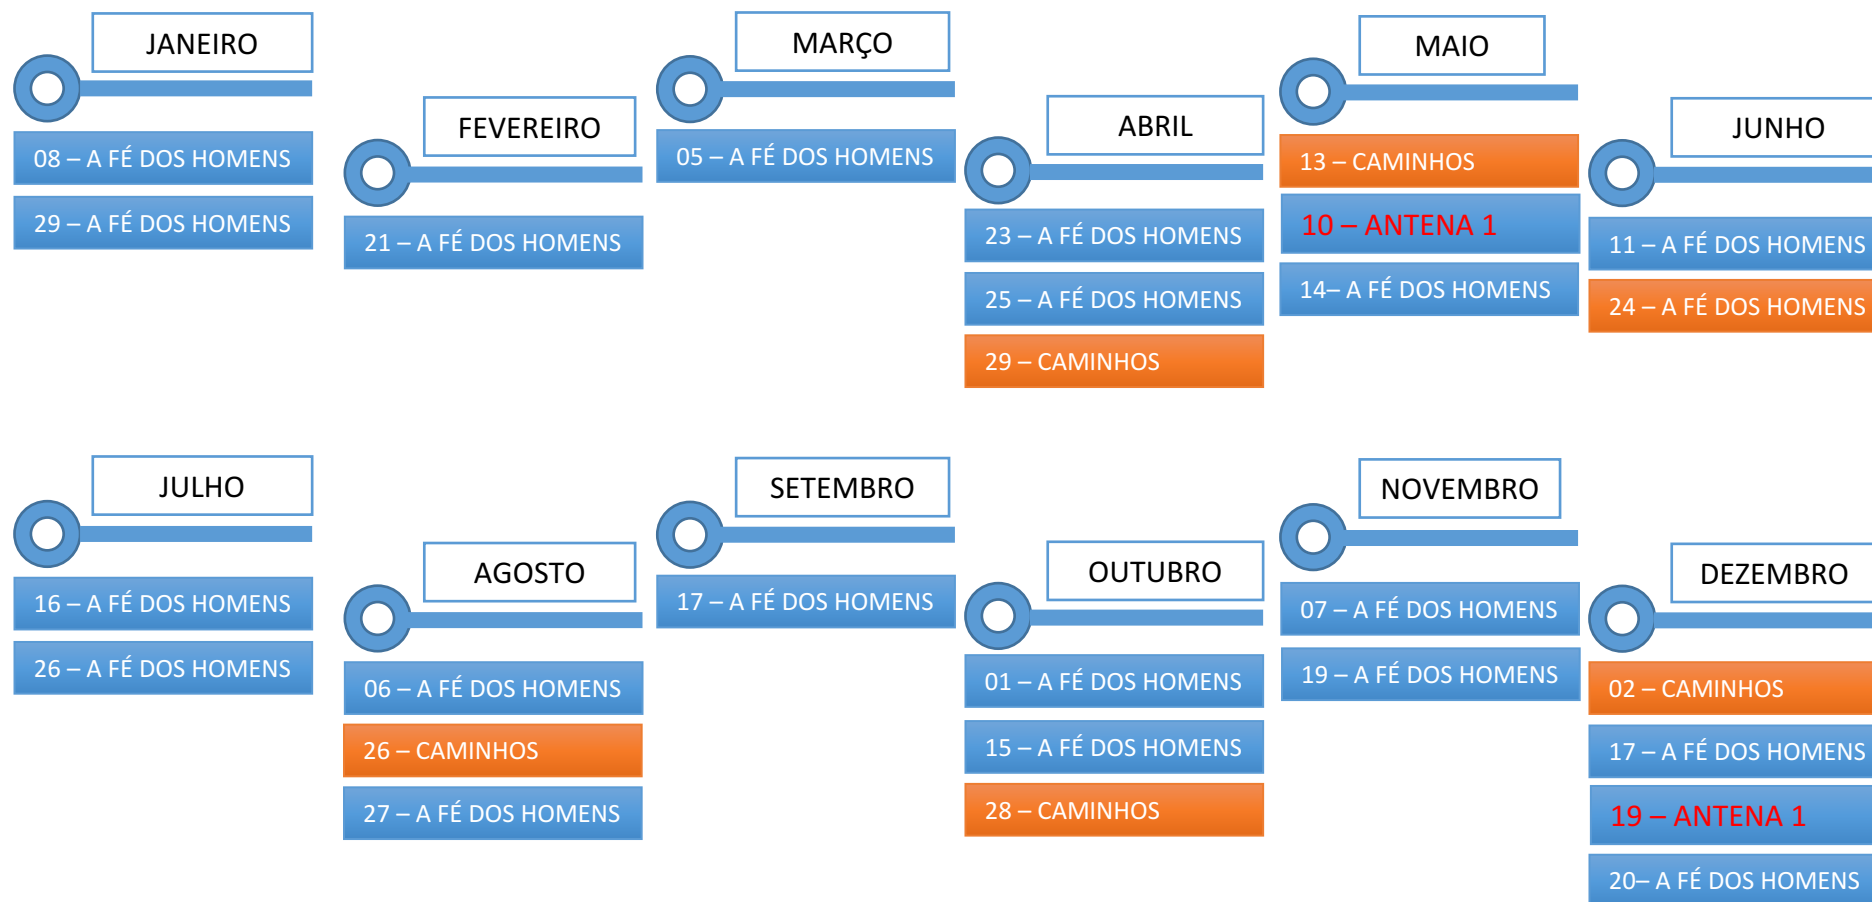 JANEIRO
08 – A FÉ DOS HOMENS
29 – A FÉ DOS HOMENS
FEVEREIRO
21 – A FÉ DOS HOMENS
MARÇO
05 – A FÉ DOS HOMENS
ABRIL
23 – A FÉ DOS HOMENS
25 – A FÉ DOS HOMENS
29 – CAMINHOS
MAIO
13 – CAMINHOS
10 – ANTENA 1
14– A FÉ DOS HOMENS
JUNHO
11 – A FÉ DOS HOMENS
24 – A FÉ DOS HOMENS
JULHO
16 – A FÉ DOS HOMENS
26 – A FÉ DOS HOMENS
AGOSTO
06 – A FÉ DOS HOMENS
26 – CAMINHOS
27 – A FÉ DOS HOMENS
SETEMBRO
17 – A FÉ DOS HOMENS
OUTUBRO
01 – A FÉ DOS HOMENS
15 – A FÉ DOS HOMENS
28 – CAMINHOS
NOVEMBRO
07 – A FÉ DOS HOMENS
19 – A FÉ DOS HOMENS
DEZEMBRO
02 – CAMINHOS
17 – A FÉ DOS HOMENS
19 – ANTENA 1
20– A FÉ DOS HOMENS